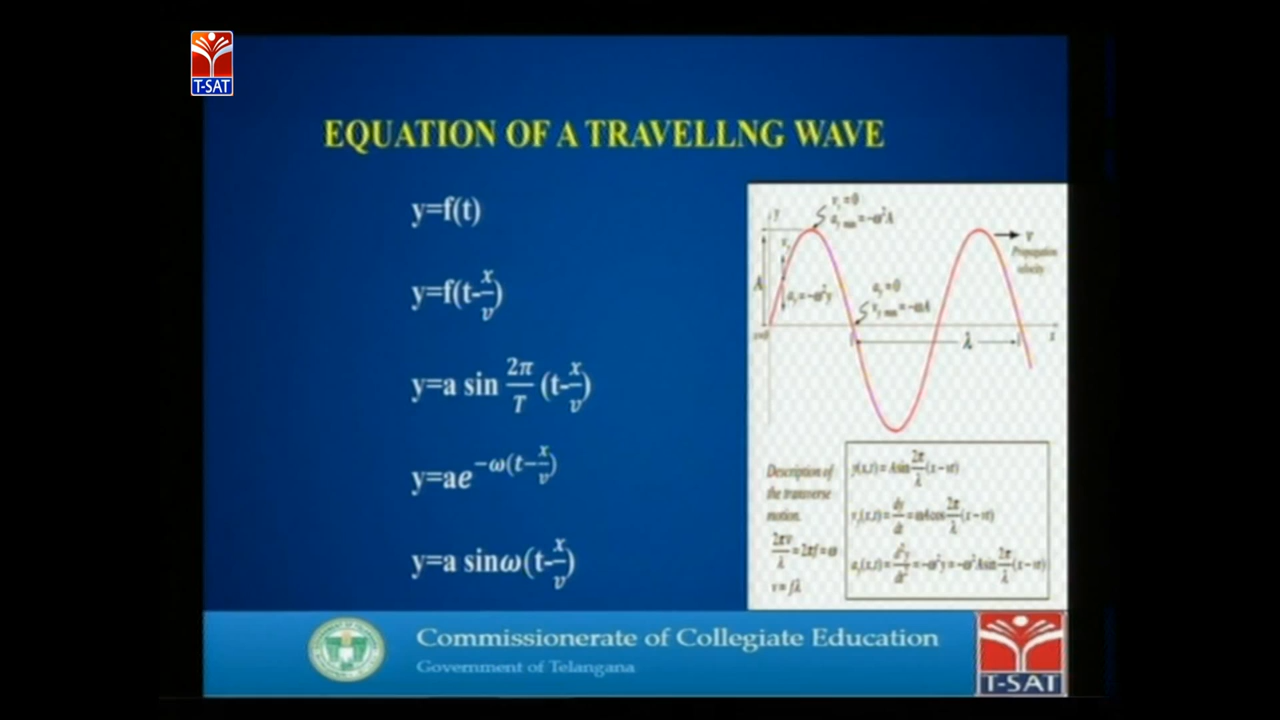 T-SAT
EQUATION OF A TRAVELLNG WAVE
y=f(t)
y=f(t-x/v)
y=a sin 2π/T (t-x/v)
y=ae^-ω(t-x/v)
y=a sinω(t-x/v)
y
v
Propagation
velocity
A
λ
x
Description of
the transverse
motion.
2πv/λ=2πf=ω
v=fλ
y(x,t)=Asin 2π/λ (x-vt)
Commissionerate of Collegiate Education
Government of Telangana
T-SAT